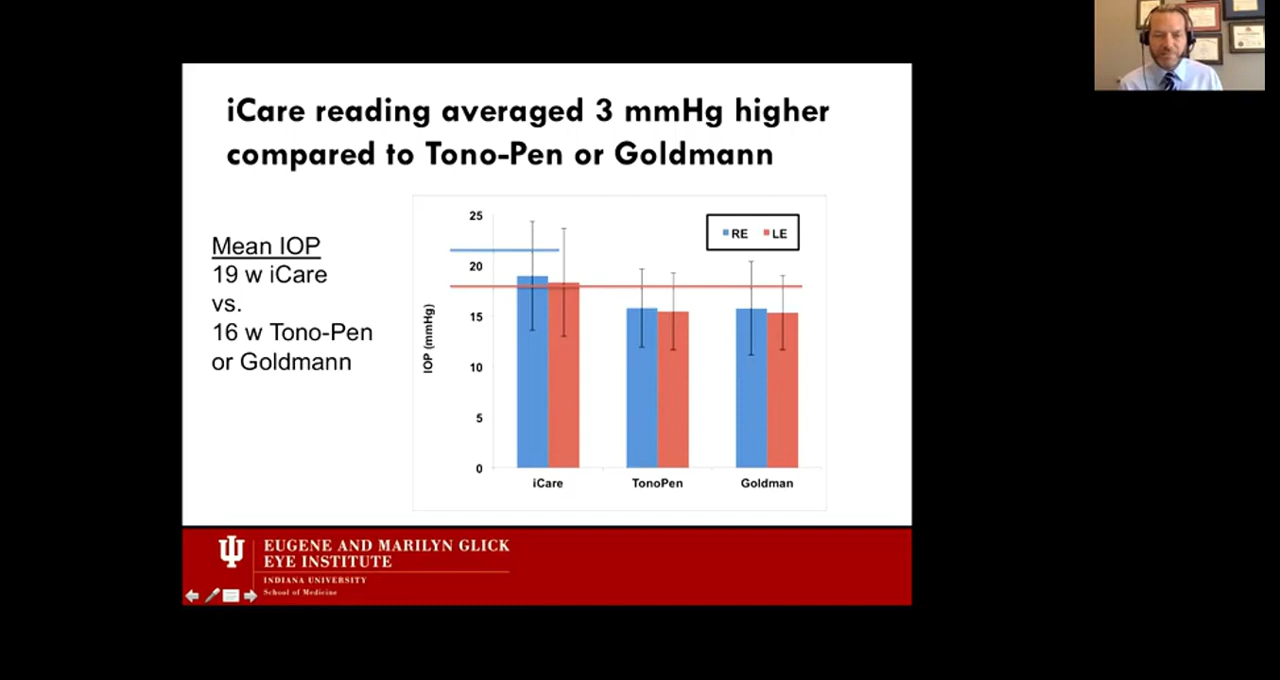 iCare reading averaged 3 mmHg higher
compared to Tono-Pen or Goldmann
Mean IOP
19 w iCare
vs.
16 w Tono-Pen
or Goldmann
25
20
15
10
5
0
IOP (mmHg)
RE LE
iCare TonoPen Goldman
EUGENE AND MARILYN GLICK
EYE INSTITUTE
INDIANA UNIVERSITY
School of Medicine